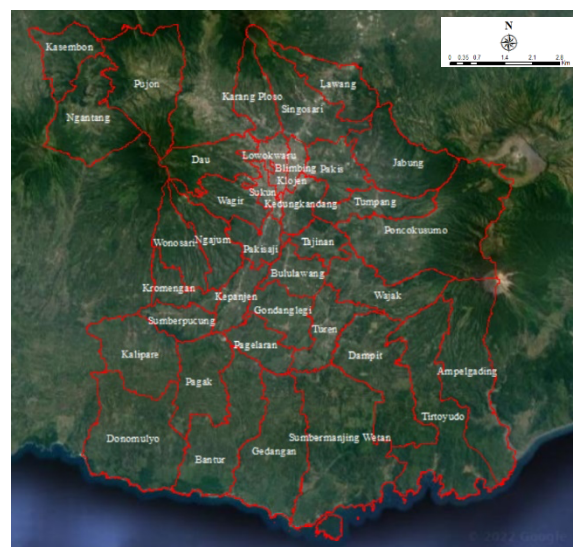 N
0 0.35 0.7 1.4 2.1 2.8
Km
Kasembon
Pujon
Ngantang
Lawang
Karang Ploso
Singosari
Dau
Lowokwaru
Blimbing
Pakis
Jabung
Klojen
Sukun
Wagir
Kedungkandang
Tumpang
Poncokusumo
Wonosari
Ngajum
Pakisaji
Tajinan
Bululawang
Kromengan
Kepanjen
Wajak
Gondanglegi
Sumberpucung
Turen
Kalipare
Pagelaran
Dampit
Pagak
Ampelgading
Tirtoyudo
Donomulyo
Sumbermanjing Wetan
Bantur
Gedangan
© 2022 Google